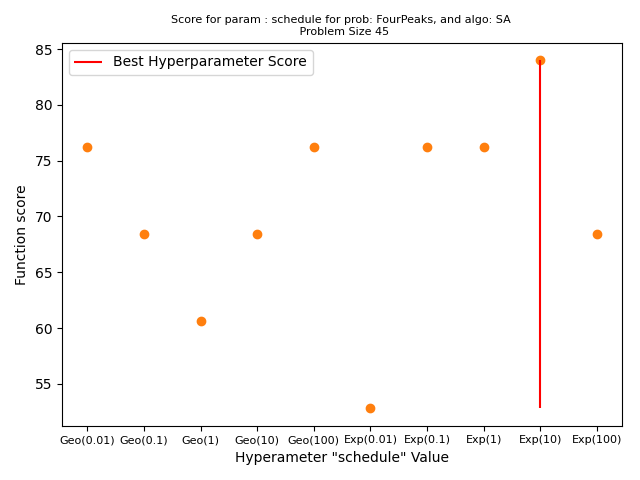 Score for param : schedule for prob: FourPeaks, and algo: SA
Problem Size 45
Best Hyperparameter Score
Function score
85
80
75
70
65
60
55
Geo(0.01) Geo(0.1) Geo(1) Geo(10) Geo(100) Exp(0.01) Exp(0.1) Exp(1) Exp(10) Exp(100)
Hyperameter "schedule" Value